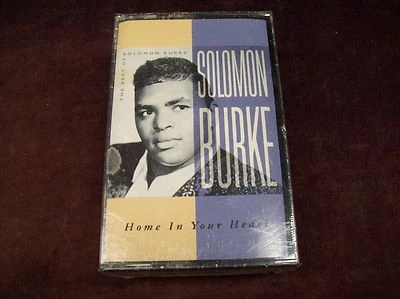 THE BEST OF SOLOMON BURKE
SOLOMON
BURKE
Home In Your Heart